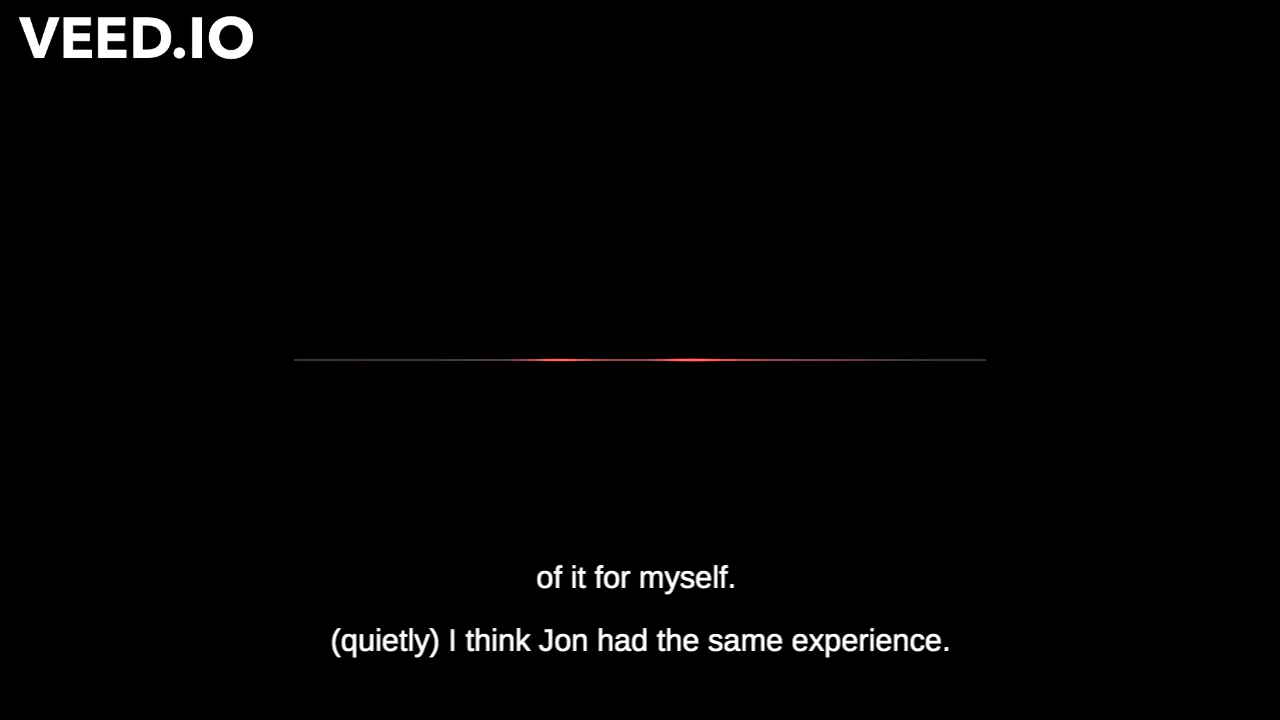 VEED.IO
of it for myself.
(quietly) I think Jon had the same experience.